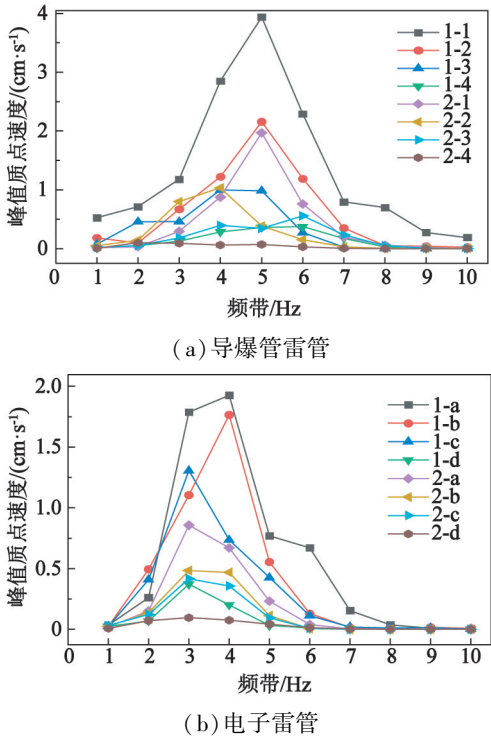 4
3
2
1
0
峰值质点速度/(cm·s⁻¹)
1-1
1-2
1-3
1-4
2-1
2-2
2-3
2-4
0 1 2 3 4 5 6 7 8 9 10
频带/Hz
(a)导爆管雷管
2.0
1.5
1.0
0.5
0
峰值质点速度/(cm·s⁻¹)
1-a
1-b
1-c
1-d
2-a
2-b
2-c
2-d
0 1 2 3 4 5 6 7 8 9 10
频带/Hz
(b)电子雷管